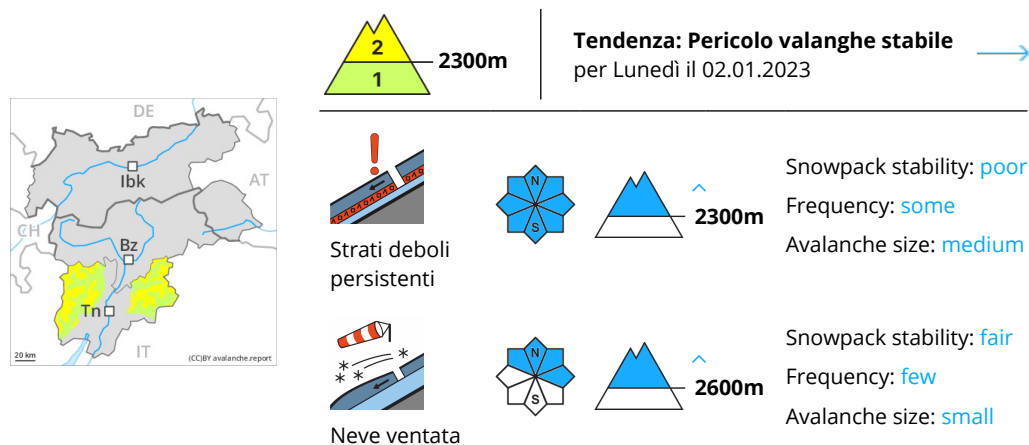 2
1
2300m
Tendenza: Pericolo valanghe stabile
per Lunedì il 02.01.2023
DE
AT
CH
IT
Ibk
Bz
Tn
20 km
(CC)BY avalanche.report
Strati deboli
persistenti
N
S
2300m
Snowpack stability: poor
Frequency: some
Avalanche size: medium
Neve ventata
N
S
2600m
Snowpack stability: fair
Frequency: few
Avalanche size: small